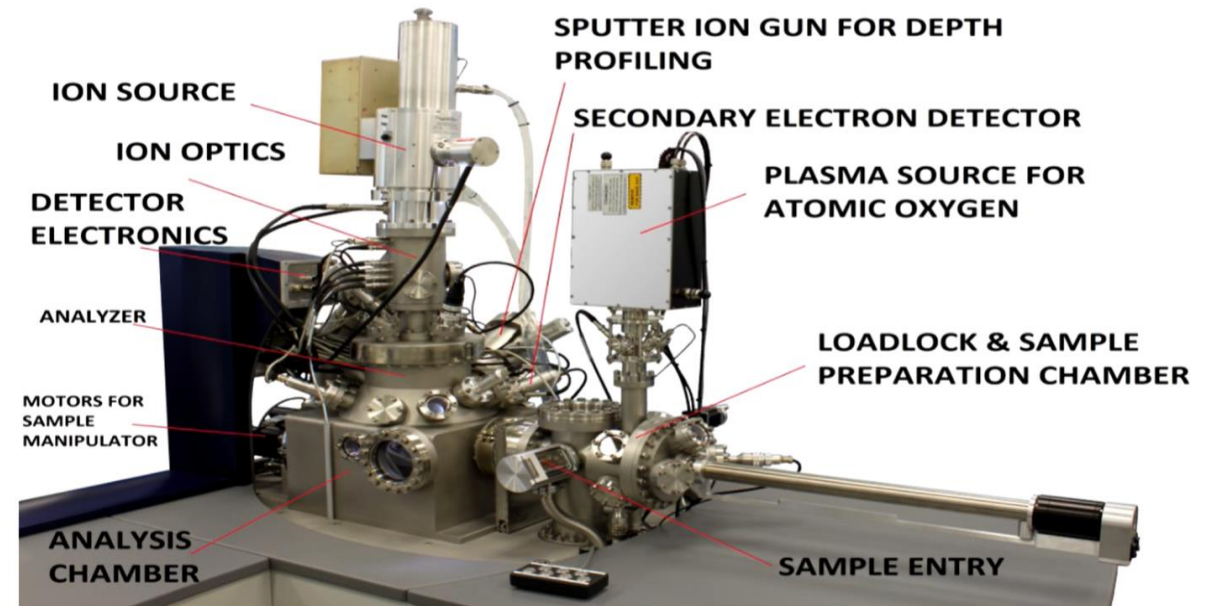 SPUTTER ION GUN FOR DEPTH
PROFILING
ION SOURCE
SECONDARY ELECTRON DETECTOR
ION OPTICS
PLASMA SOURCE FOR
ATOMIC OXYGEN
DETECTOR
ELECTRONICS
ANALYZER
LOADLOCK & SAMPLE
PREPARATION CHAMBER
MOTORS FOR
SAMPLE
MANIPULATOR
ANALYSIS
CHAMBER
SAMPLE ENTRY